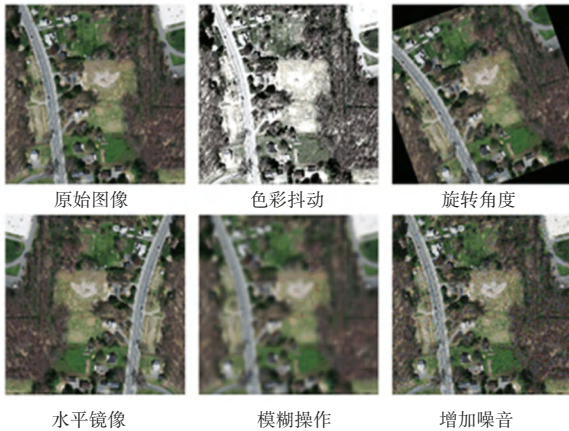 原始图像
色彩抖动
旋转角度
水平镜像
模糊操作
增加噪音